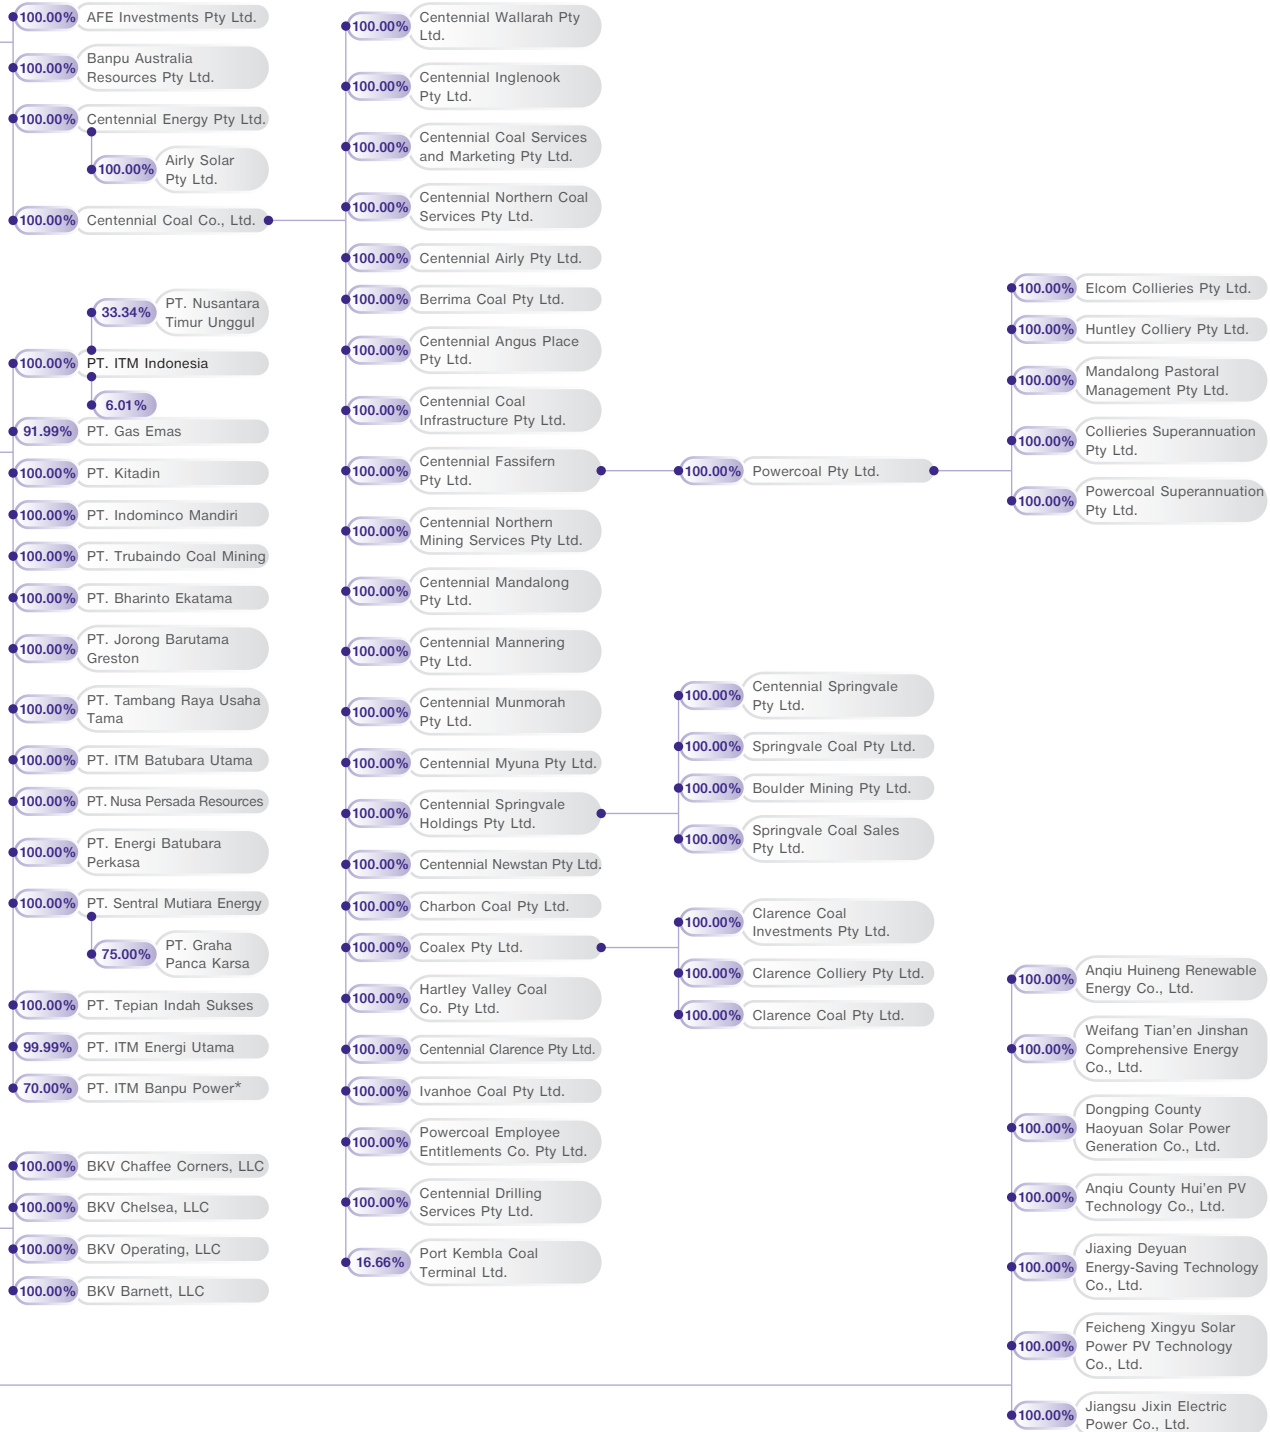 100.00% AFE Investments Pty Ltd.
100.00% Banpu Australia
Resources Pty Ltd.
100.00% Centennial Energy Pty Ltd.
100.00% Airly Solar
Pty Ltd.
100.00% Centennial Coal Co., Ltd.
33.34% PT. Nusantara
Timur Unggul
100.00% PT. ITM Indonesia
6.01%
91.99% PT. Gas Emas
100.00% PT. Kitadin
100.00% PT. Indominco Mandiri
100.00% PT. Trubaindo Coal Mining
100.00% PT. Bharinto Ekatama
100.00% PT. Jorong Barutama
Greston
100.00% PT. Tambang Raya Usaha
Tama
100.00% PT. ITM Batubara Utama
100.00% PT. Nusa Persada Resources
100.00% PT. Energi Batubara
Perkasa
100.00% PT. Sentral Mutiara Energy
75.00% PT. Graha
Panca Karsa
100.00% PT. Tepian Indah Sukses
99.99% PT. ITM Energi Utama
70.00% PT. ITM Banpu Power*
100.00% BKV Chaffee Corners, LLC
100.00% BKV Chelsea, LLC
100.00% BKV Operating, LLC
100.00% BKV Barnett, LLC
100.00% Centennial Wallarah Pty
Ltd.
100.00% Centennial Inglenook
Pty Ltd.
100.00% Centennial Coal Services
and Marketing Pty Ltd.
100.00% Centennial Northern Coal
Services Pty Ltd.
100.00% Centennial Airly Pty Ltd.
100.00% Berrima Coal Pty Ltd.
100.00% Centennial Angus Place
Pty Ltd.
100.00% Centennial Coal
Infrastructure Pty Ltd.
100.00% Centennial Fassifern
Pty Ltd.
100.00% Centennial Northern
Mining Services Pty Ltd.
100.00% Centennial Mandalong
Pty Ltd.
100.00% Centennial Mannering
Pty Ltd.
100.00% Centennial Munmorah
Pty Ltd.
100.00% Centennial Myuna Pty Ltd.
100.00% Centennial Springvale
Holdings Pty Ltd.
100.00% Centennial Newstan Pty Ltd.
100.00% Charbon Coal Pty Ltd.
100.00% Coalex Pty Ltd.
100.00% Hartley Valley Coal
Co. Pty Ltd.
100.00% Centennial Clarence Pty Ltd.
100.00% Ivanhoe Coal Pty Ltd.
100.00% Powercoal Employee
Entitlements Co. Pty Ltd.
100.00% Centennial Drilling
Services Pty Ltd.
16.66% Port Kembla Coal
Terminal Ltd.
100.00% Powercoal Pty Ltd.
100.00% Centennial Springvale
Pty Ltd.
100.00% Springvale Coal Pty Ltd.
100.00% Boulder Mining Pty Ltd.
100.00% Springvale Coal Sales
Pty Ltd.
100.00% Clarence Coal
Investments Pty Ltd.
100.00% Clarence Colliery Pty Ltd.
100.00% Clarence Coal Pty Ltd.
100.00% Elcom Collieries Pty Ltd.
100.00% Huntley Colliery Pty Ltd.
100.00% Mandalong Pastoral
Management Pty Ltd.
100.00% Collieries Superannuation
Pty Ltd.
100.00% Powercoal Superannuation
Pty Ltd.
100.00% Anqiu Huineng Renewable
Energy Co., Ltd.
100.00% Weifang Tian'en Jinshan
Comprehensive Energy
Co., Ltd.
100.00% Dongping County
Haoyuan Solar Power
Generation Co., Ltd.
100.00% Anqiu County Hui'en PV
Technology Co., Ltd.
100.00% Jiaxing Deyuan
Energy-Saving Technology
Co., Ltd.
100.00% Feicheng Xingyu Solar
Power PV Technology
Co., Ltd.
100.00% Jiangsu Jixin Electric
Power Co., Ltd.